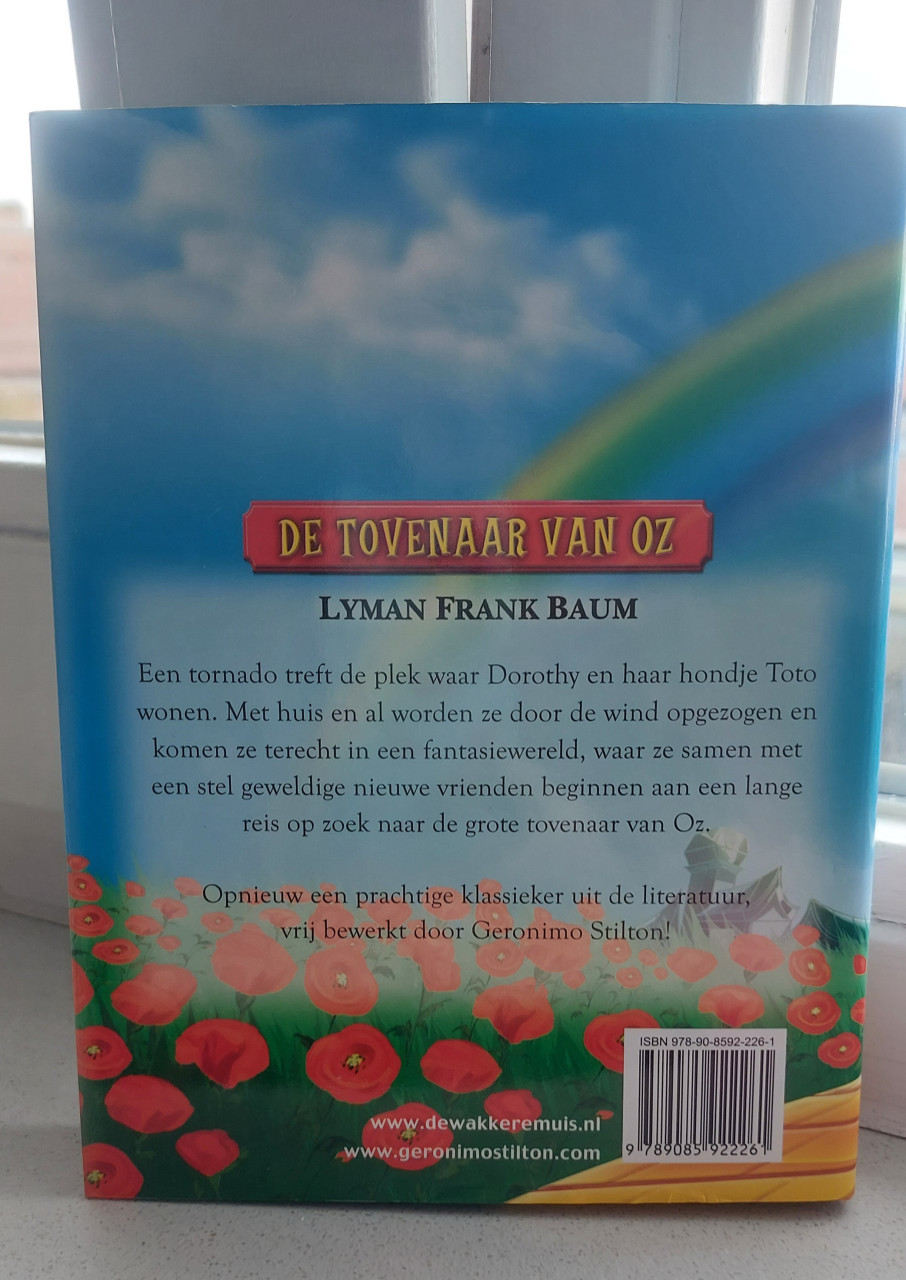 DE TOVENAAR VAN OZ
LYMAN FRANK BAUM
Een tornado treft de plek waar Dorothy en haar hondje Toto
wonen. Met huis en al worden ze door de wind opgezogen en
komen ze terecht in een fantasiewereld, waar ze samen met
een stel geweldige nieuwe vrienden beginnen aan een lange
reis op zoek naar de grote tovenaar van Oz.
Opnieuw een prachtige klassieker uit de literatuur,
vrij bewerkt door Geronimo Stilton!
ISBN 978-90-8592-226-1
www.dewakkeremuis.nl
www.geronimostilton.com
9 789085 922261